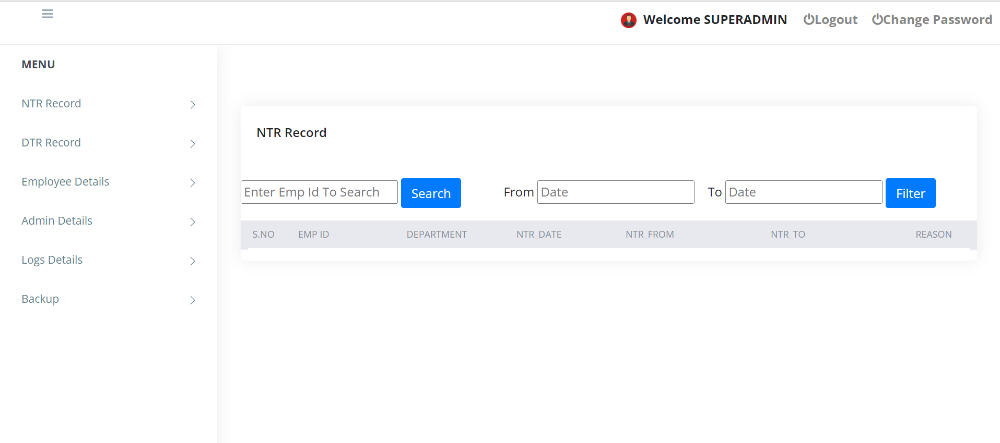 Welcome SUPERADMIN Logout Change Password
MENU
NTR Record
DTR Record
Employee Details
Admin Details
Logs Details
Backup
NTR Record
Enter Emp Id To Search Search From Date To Date Filter
S.NO EMP ID DEPARTMENT NTR_DATE NTR_FROM NTR_TO REASON